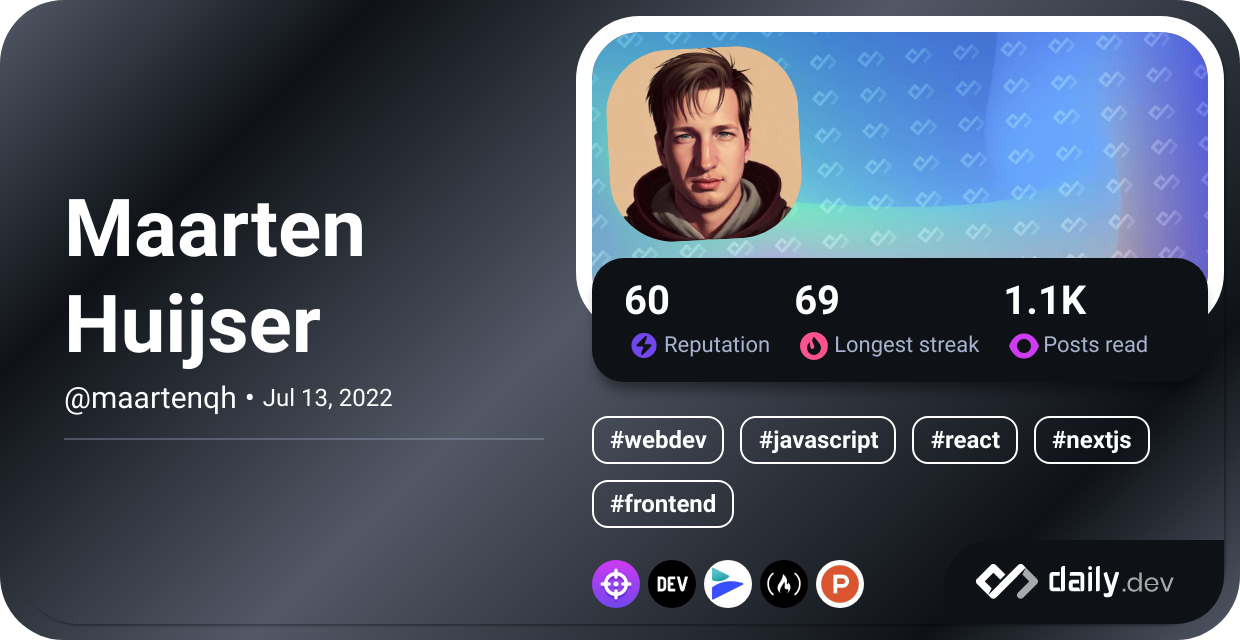 Maarten
Huijser
@maartenqh • Jul 13, 2022
60 69 1.1K
Reputation Longest streak Posts read
#webdev #javascript #react #nextjs
#frontend
DEV P
daily.dev